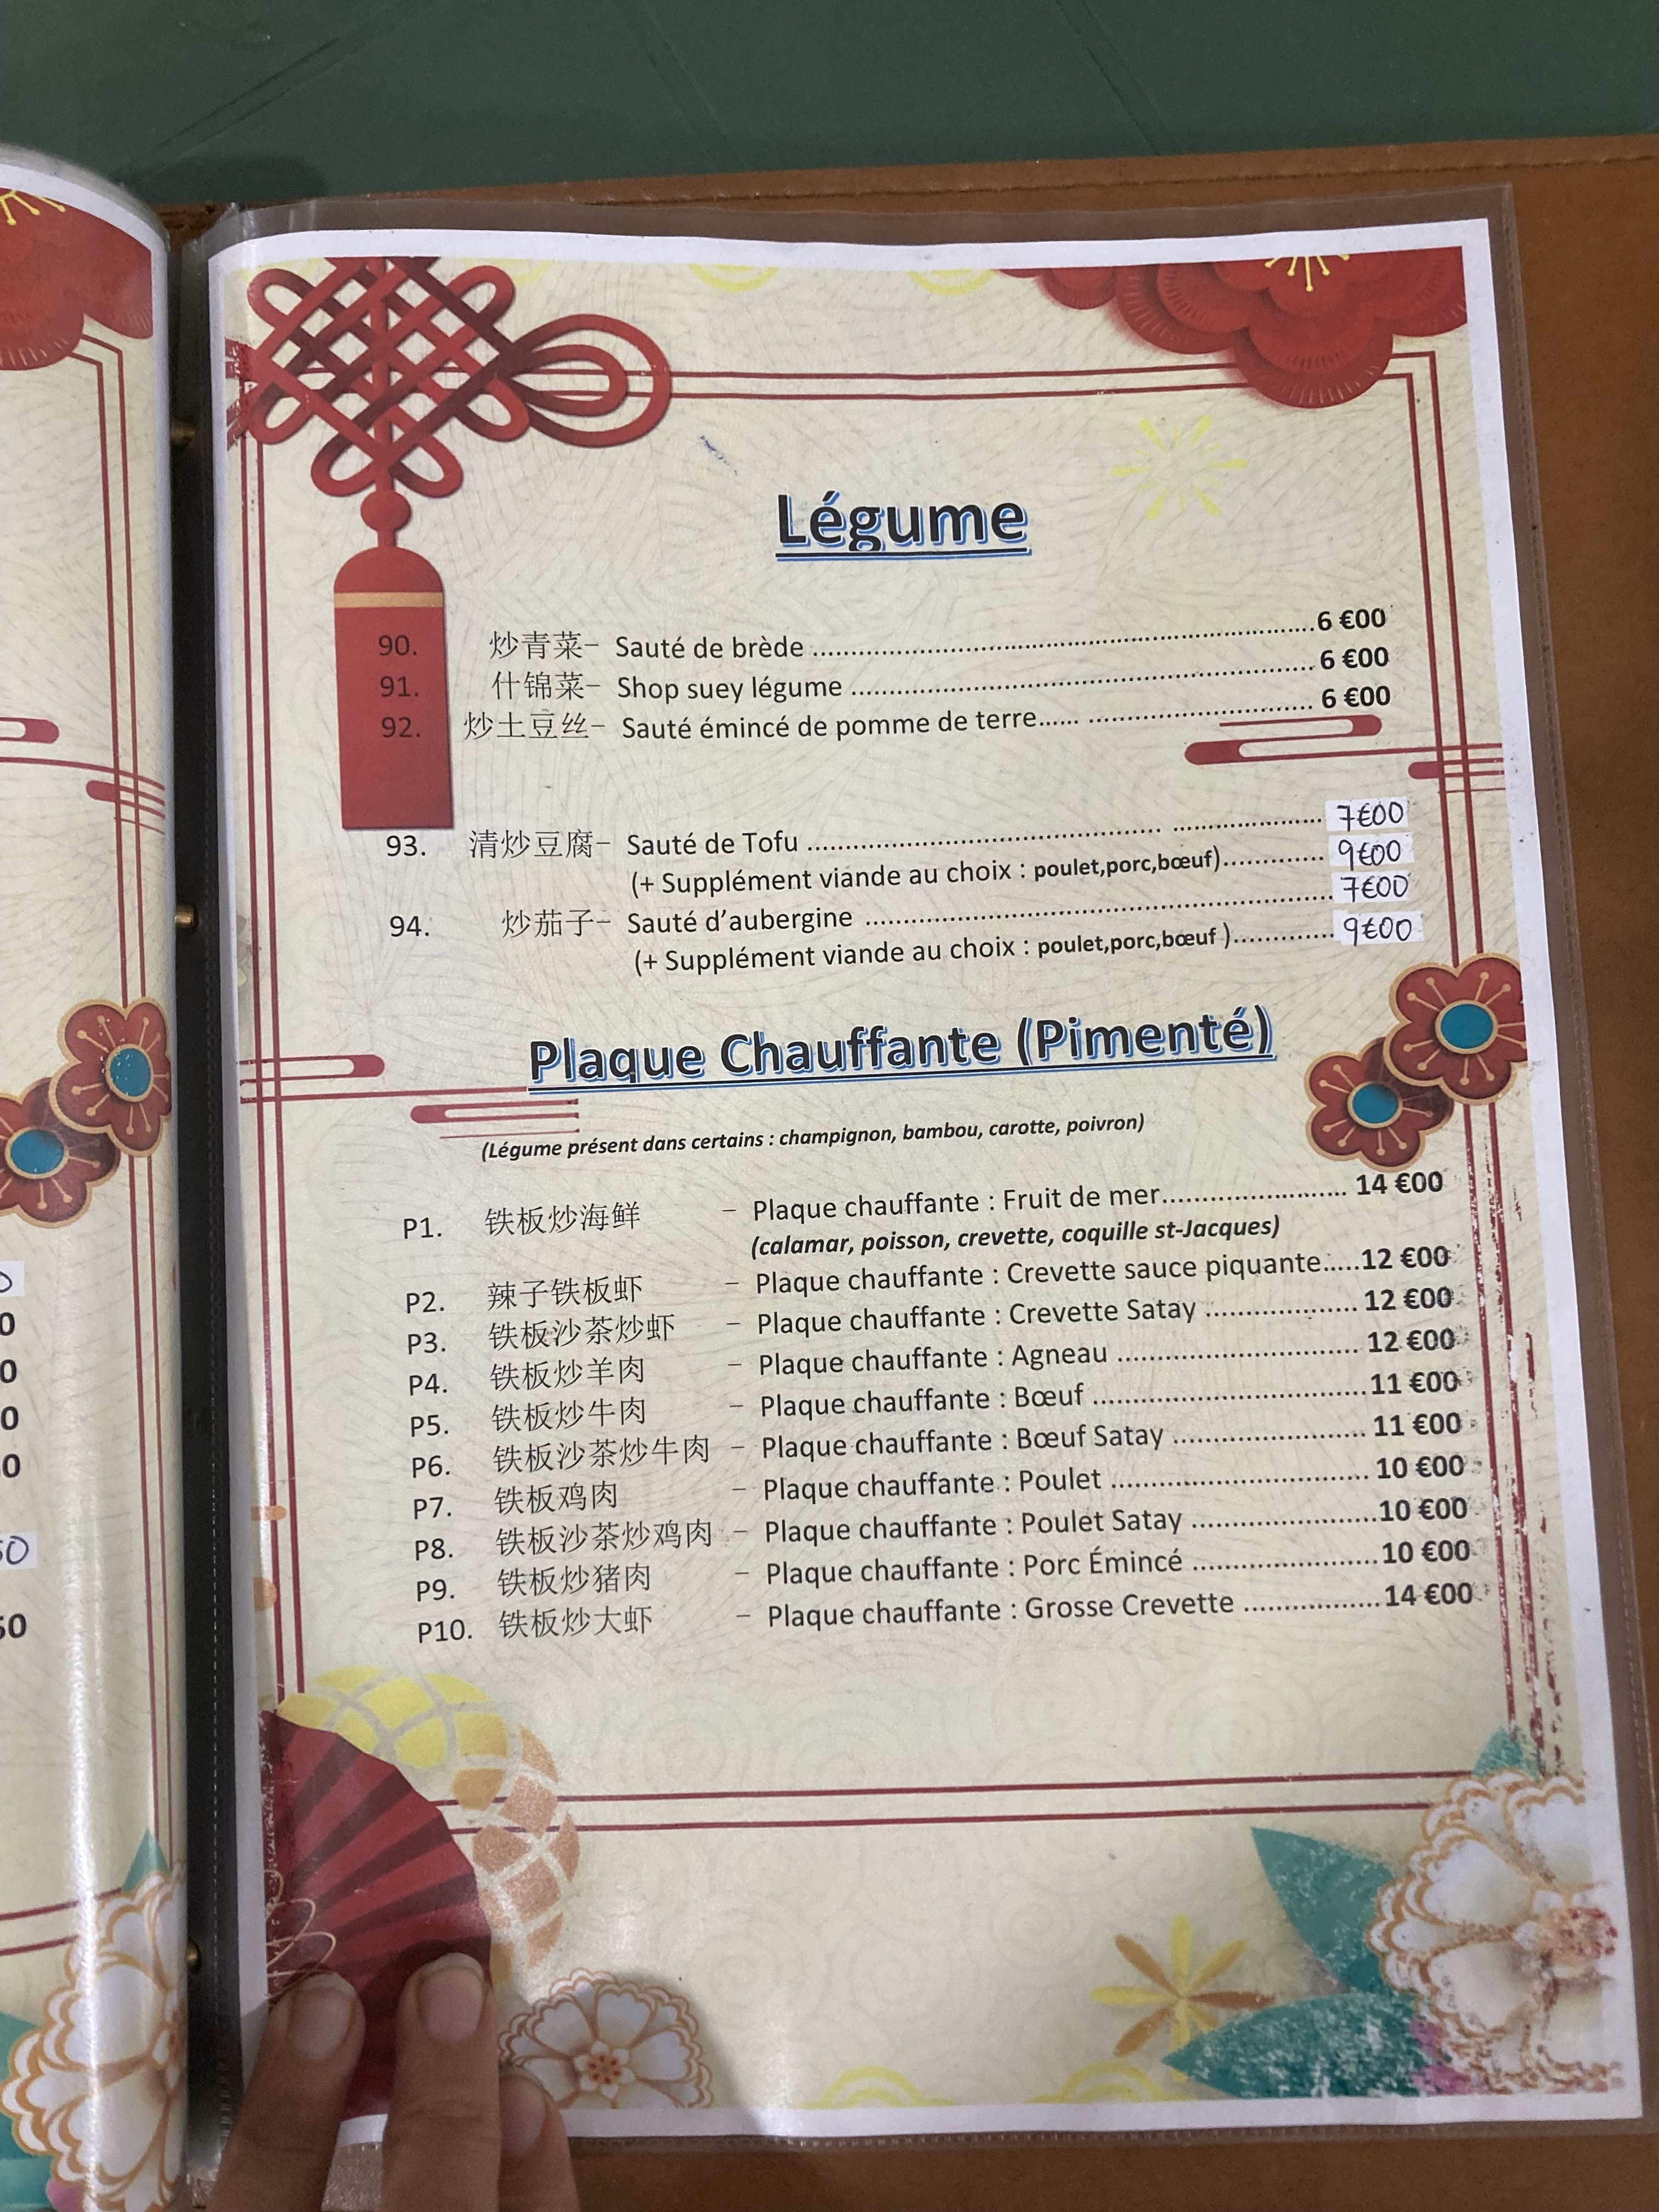 Légume
90. 炒青菜– Sauté de brède ........ 6 €00
91. 什锦菜– Shop suey légume ........ 6 €00
92. 炒土豆丝– Sauté émincé de pomme de terre...... ........ 6 €00
93. 清炒豆腐– Sauté de Tofu ........ 7€00
(+ Supplément viande au choix : poulet,porc,bœuf)............. 9€00
94. 炒茄子– Sauté d’aubergine ........ 7€00
(+ Supplément viande au choix : poulet,porc,bœuf )............. 9€00
Plaque Chauffante (Pimenté)
(Légume présent dans certains : champignon, bambou, carotte, poivron)
P1. 铁板炒海鲜 – Plaque chauffante : Fruit de mer........ 14 €00
(calamar, poisson, crevette, coquille st-Jacques)
P2. 辣子铁板虾 – Plaque chauffante : Crevette sauce piquante.....12 €00
P3. 铁板沙茶炒虾 – Plaque chauffante : Crevette Satay ........ 12 €00
P4. 铁板炒羊肉 – Plaque chauffante : Agneau ........ 12 €00
P5. 铁板炒牛肉 – Plaque chauffante : Bœuf ........ 11 €00
P6. 铁板沙茶炒牛肉 – Plaque chauffante : Bœuf Satay ........ 11 €00
P7. 铁板鸡肉 – Plaque chauffante : Poulet ........ 10 €00
P8. 铁板沙茶炒鸡肉 – Plaque chauffante : Poulet Satay ........ 10 €00
P9. 铁板炒猪肉 – Plaque chauffante : Porc Émincé ........ 10 €00
P10. 铁板炒大虾 – Plaque chauffante : Grosse Crevette ........ 14 €00